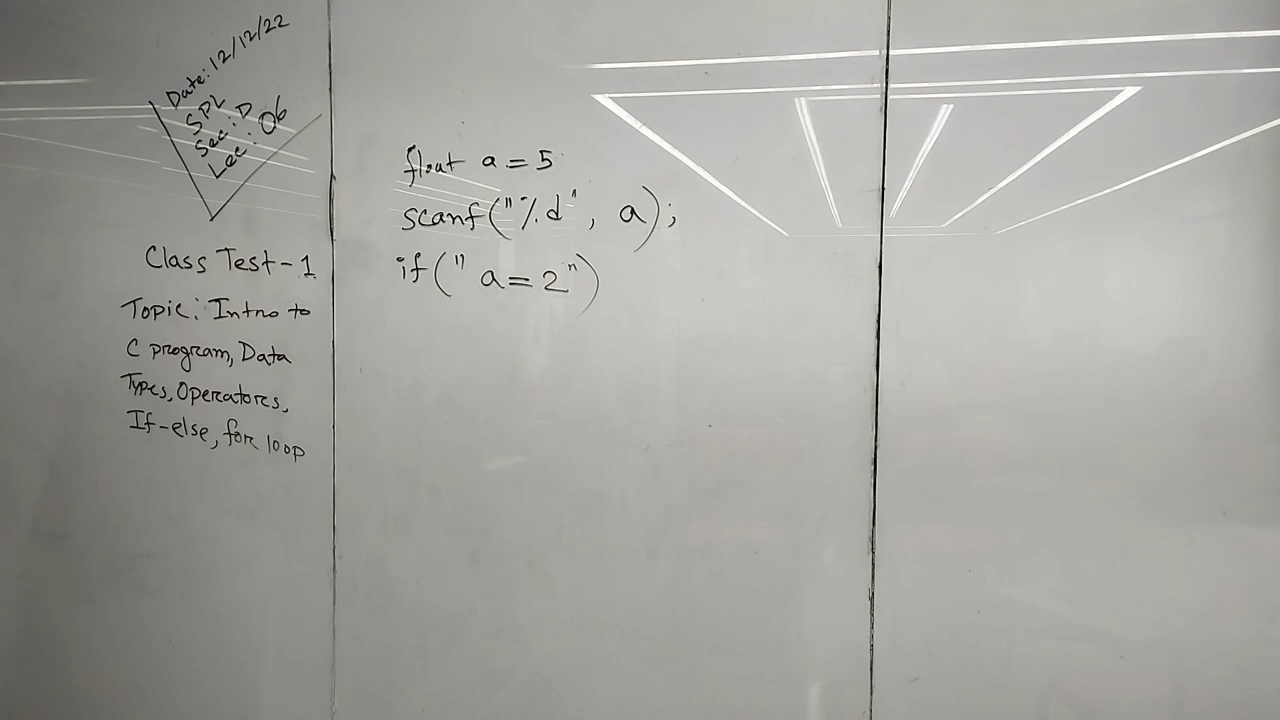 Date: 12/12/22
SPL
Sec: D
Lec: 06
Class Test-1
Topic: Intro to
C program, Data
Types, Operators,
If-else, for loop
float a = 5
scanf("%d", a);
if(" a=2")